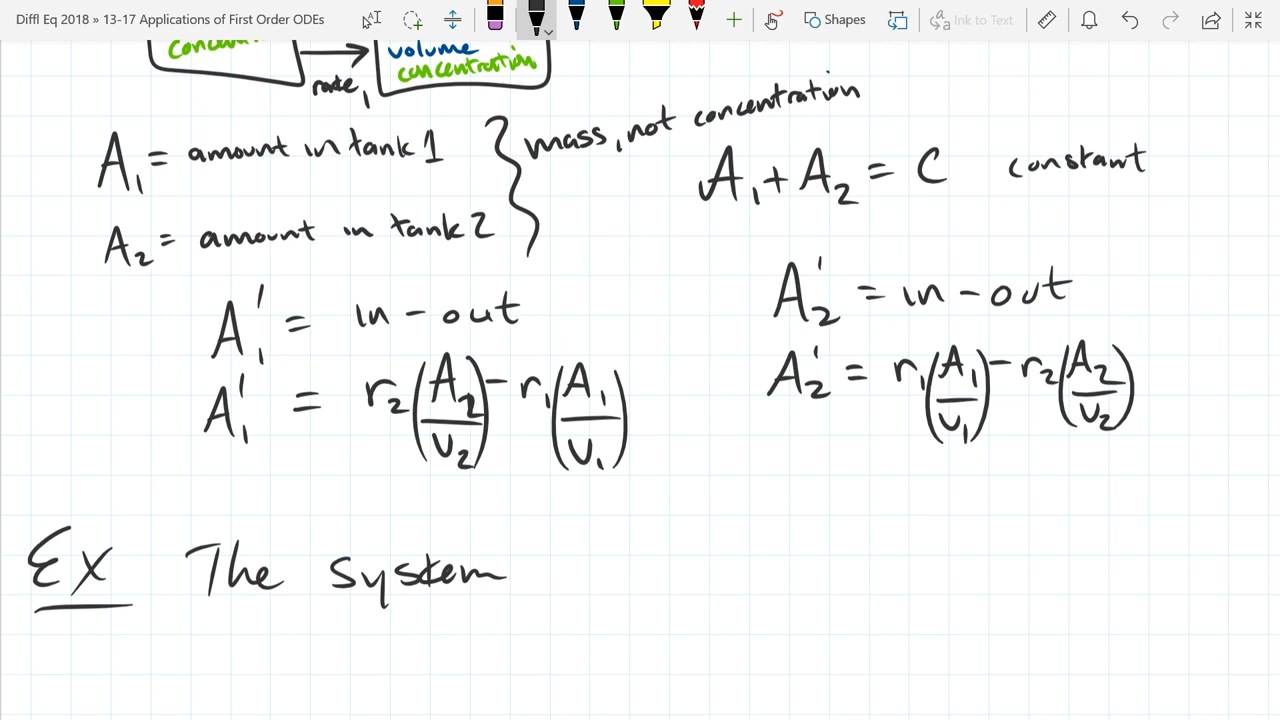 Diffl Eq 2018 » 13-17 Applications of First Order ODEs
Shapes
Ink to Text
volume
concentration
rate₁
A₁ = amount in tank 1
A₂ = amount in tank 2
} mass, not concentration
A₁ + A₂ = C constant
A₁' = in - out
A₁' = r₂(A₂/V₂) - r₁(A₁/V₁)
A₂' = in - out
A₂' = r₁(A₁/V₁) - r₂(A₂/V₂)
Ex The system